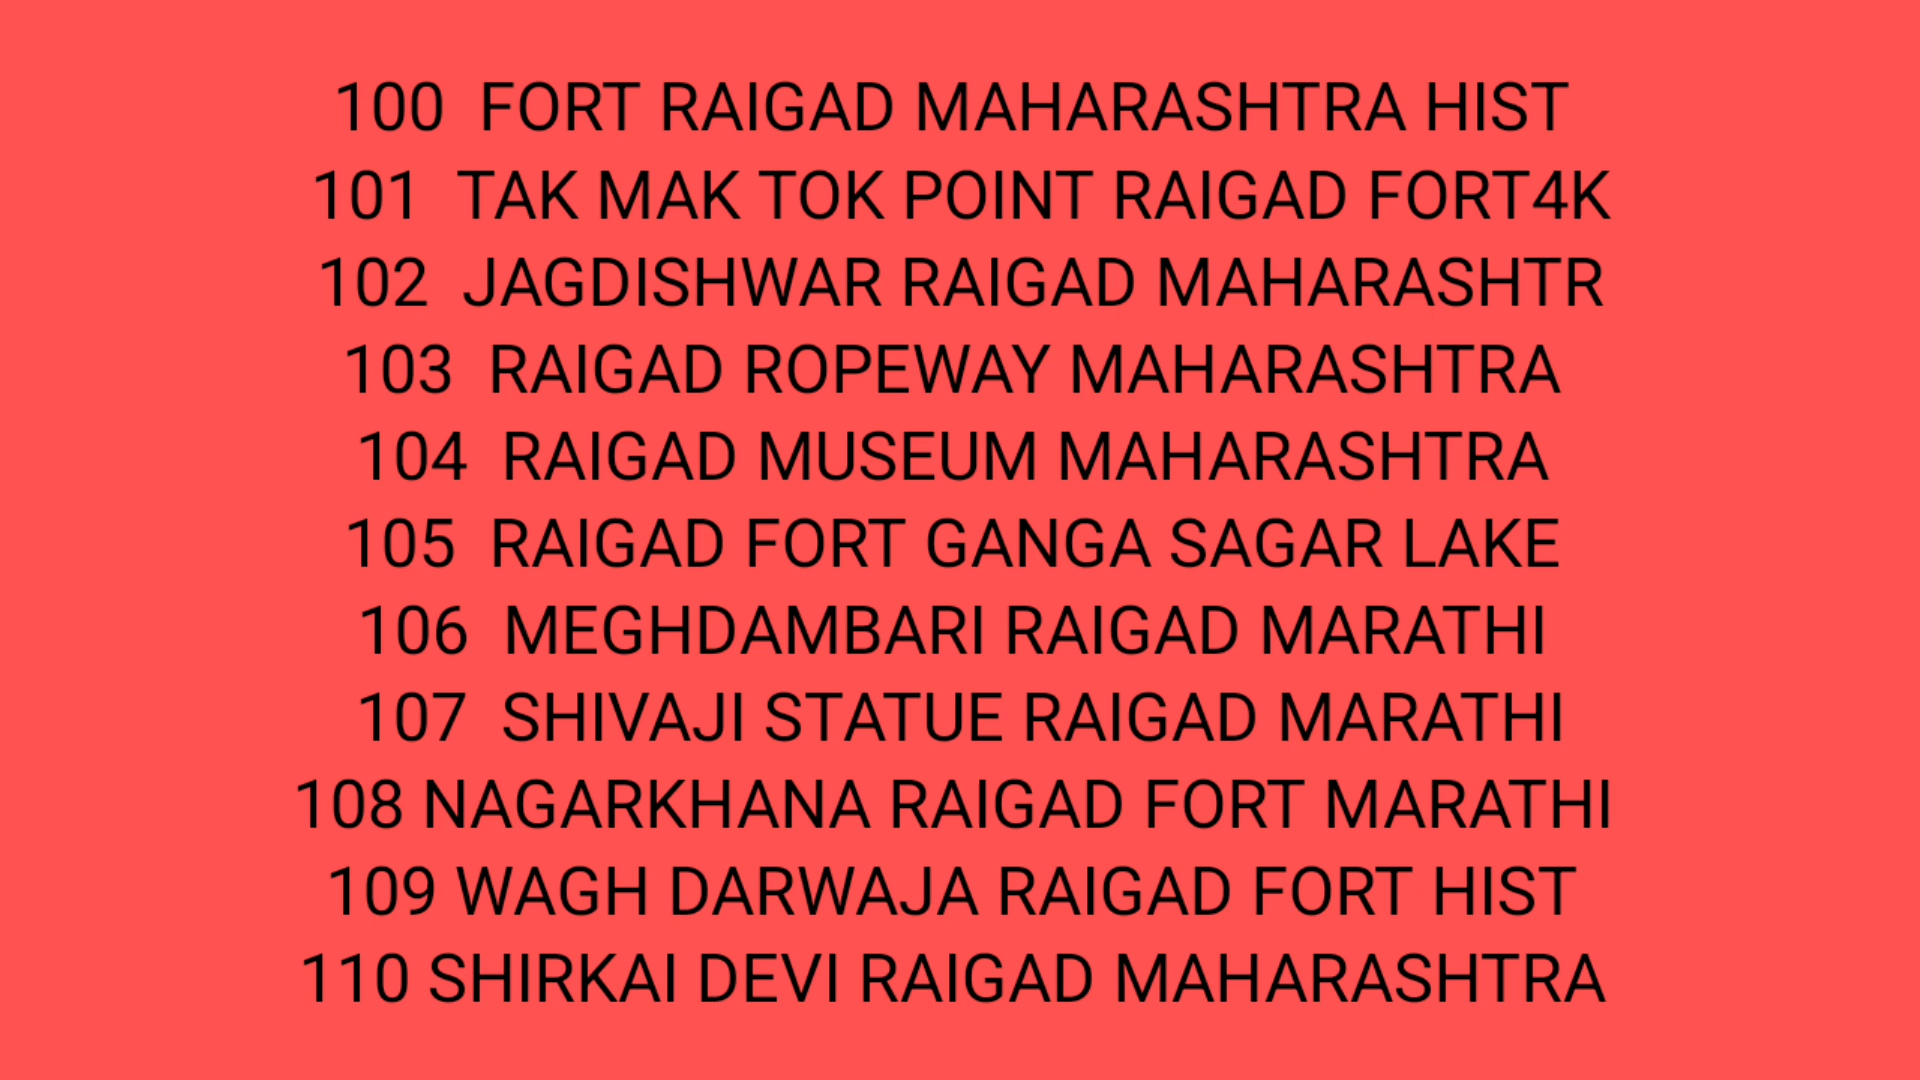 100  FORT RAIGAD MAHARASHTRA HIST
101  TAK MAK TOK POINT RAIGAD FORT4K
102  JAGDISHWAR RAIGAD MAHARASHTR
103  RAIGAD ROPEWAY MAHARASHTRA
104  RAIGAD MUSEUM MAHARASHTRA
105  RAIGAD FORT GANGA SAGAR LAKE
106  MEGHDAMBARI RAIGAD MARATHI
107  SHIVAJI STATUE RAIGAD MARATHI
108 NAGARKHANA RAIGAD FORT MARATHI
109 WAGH DARWAJA RAIGAD FORT HIST
110 SHIRKAI DEVI RAIGAD MAHARASHTRA